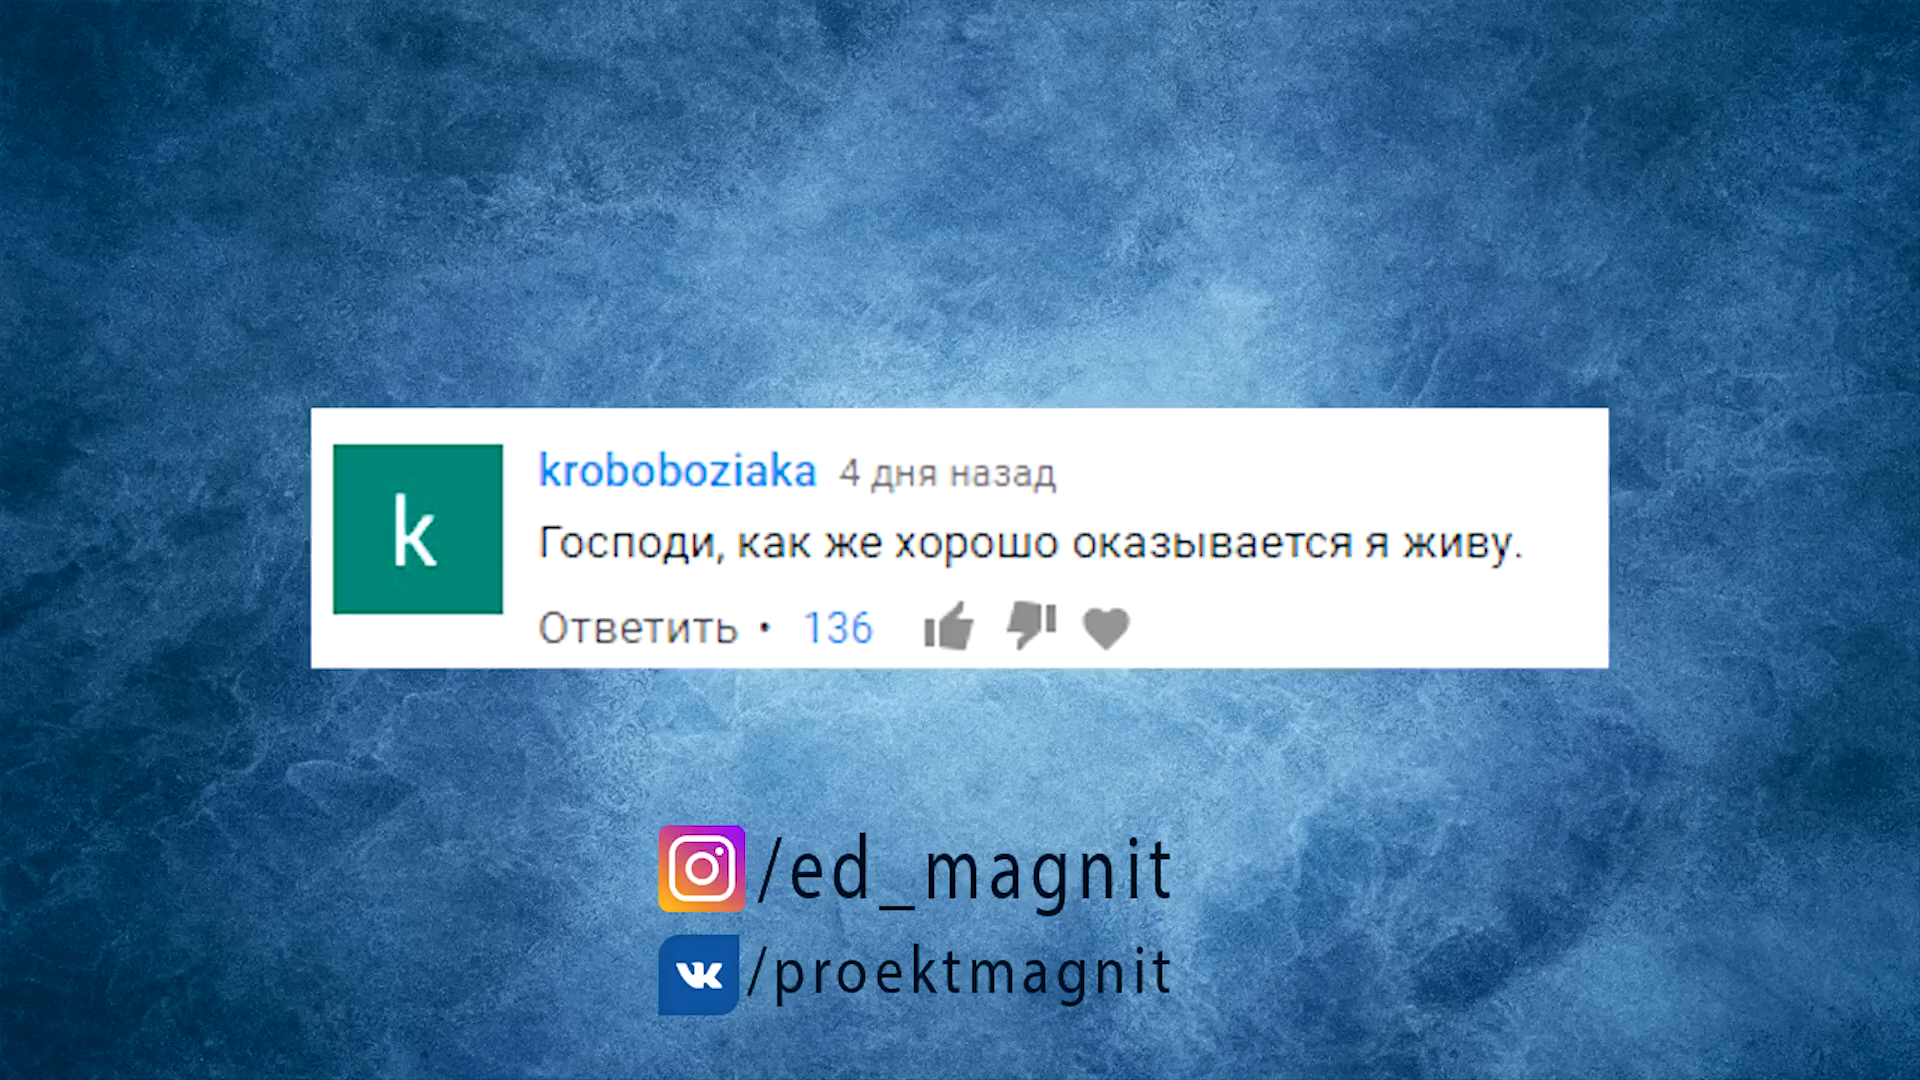 k
kroboboziaka 4 дня назад
Господи, как же хорошо оказывается я живу.
Ответить • 136
/ed_magnit
/proektmagnit